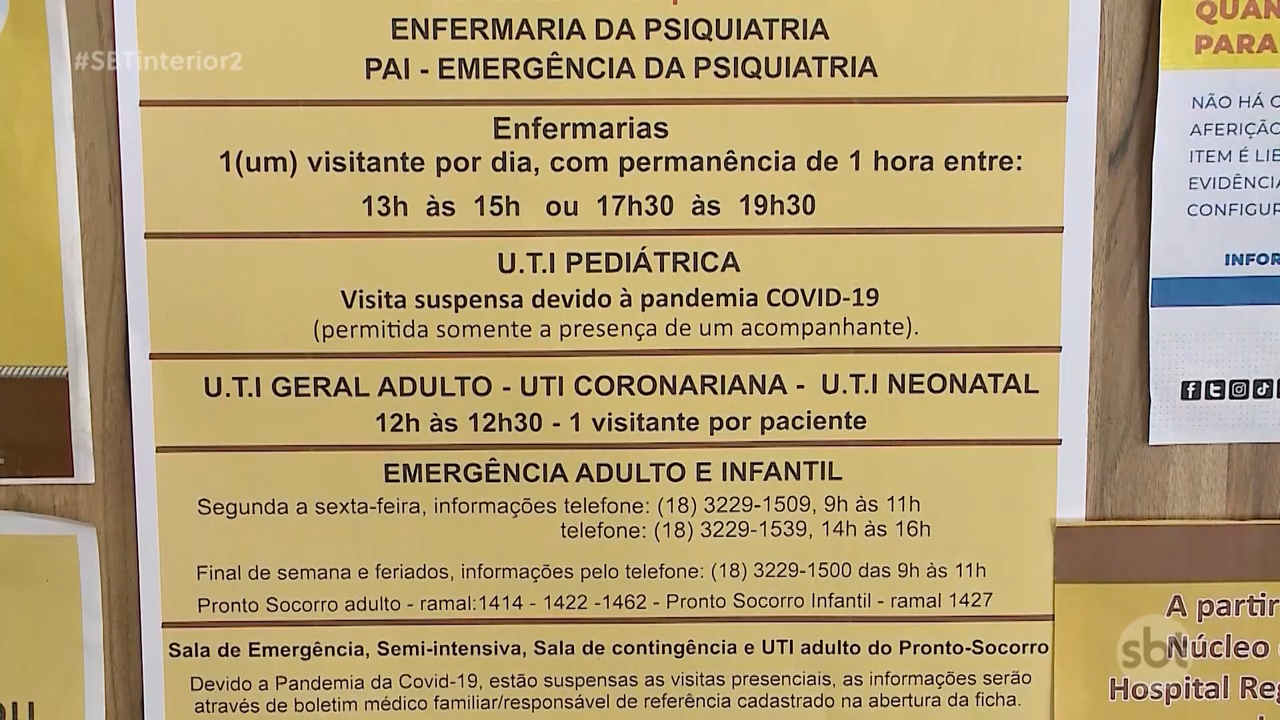 #SBTinterior2
ENFERMARIA DA PSIQUIATRIA
PAI - EMERGÊNCIA DA PSIQUIATRIA
Enfermarias
1(um) visitante por dia, com permanência de 1 hora entre:
13h às 15h ou 17h30 às 19h30
U.T.I PEDIÁTRICA
Visita suspensa devido à pandemia COVID-19
(permitida somente a presença de um acompanhante).
U.T.I GERAL ADULTO - UTI CORONARIANA - U.T.I NEONATAL
12h às 12h30 - 1 visitante por paciente
EMERGÊNCIA ADULTO E INFANTIL
Segunda a sexta-feira, informações telefone: (18) 3229-1509, 9h às 11h
telefone: (18) 3229-1539, 14h às 16h
Final de semana e feriados, informações pelo telefone: (18) 3229-1500 das 9h às 11h
Pronto Socorro adulto - ramal:1414 - 1422 -1462 - Pronto Socorro Infantil - ramal 1427
Sala de Emergência, Semi-intensiva, Sala de contingência e UTI adulto do Pronto-Socorro
Devido a Pandemia da Covid-19, estão suspensas as visitas presenciais, as informações serão
através de boletim médico familiar/responsável de referência cadastrado na abertura da ficha.
QUAN
PARA
NÃO HÁ
AFERIÇÃO
ITEM É LI
EVIDÊNCI
CONFIGUR
INFOR
A partir
Núcleo
Hospital Reg
sbt